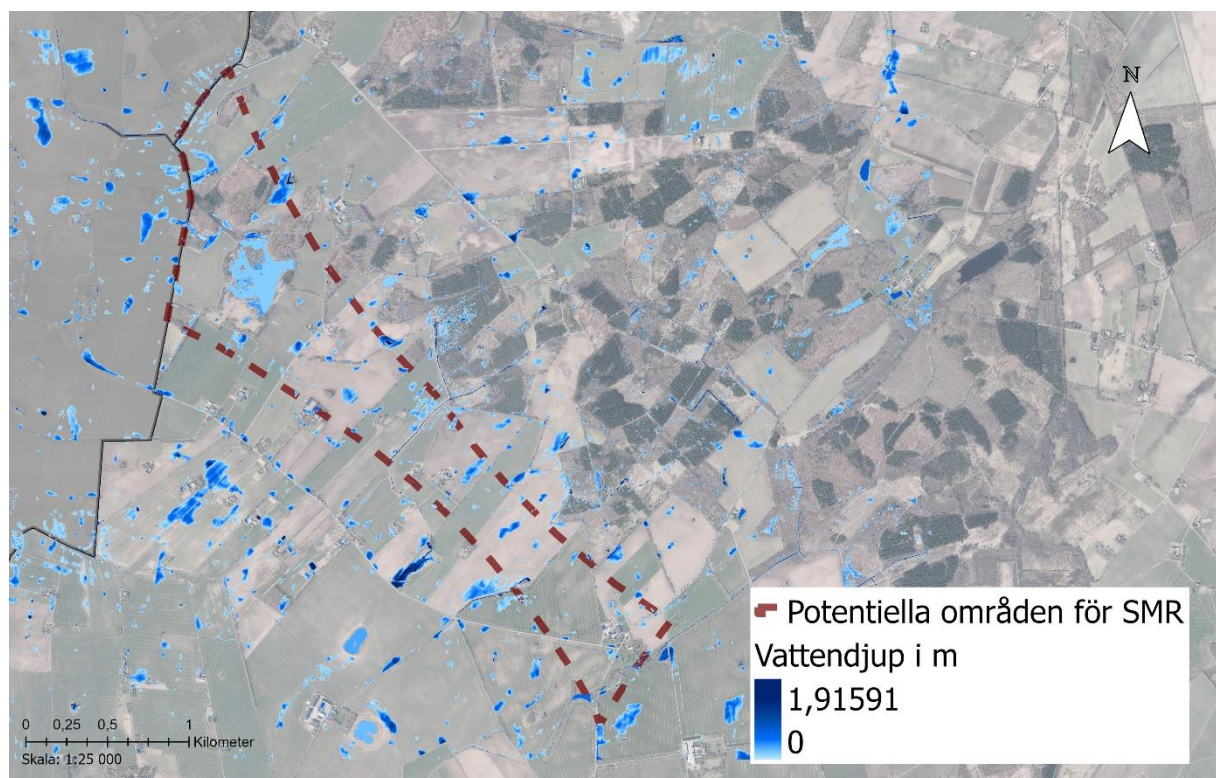 N
Potentiella områden för SMR
Vattendjup i m
1,91591
0
0 0,25 0,5 1
Kilometer
Skala: 1:25 000